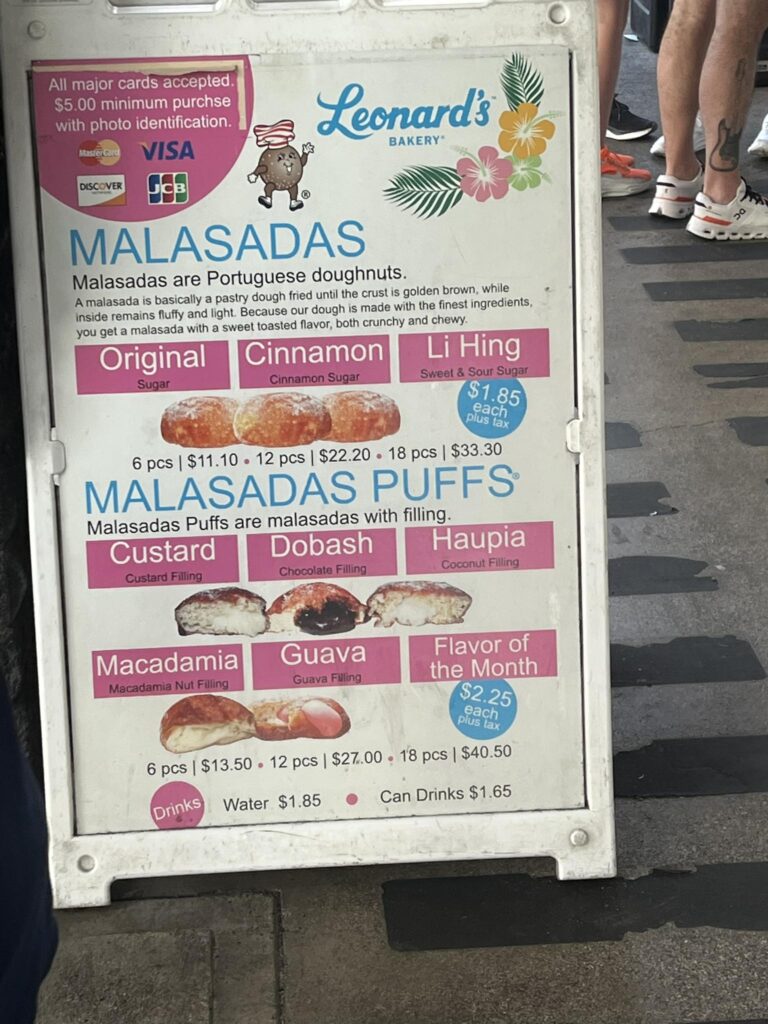 All major cards accepted.
$5.00 minimum purchse
with photo identification.
MasterCard VISA
DISCOVER JCB
Leonard's
BAKERY®
®
MALASADAS
Malasadas are Portuguese doughnuts.
A malasada is basically a pastry dough fried until the crust is golden brown, while
inside remains fluffy and light. Because our dough is made with the finest ingredients,
you get a malasada with a sweet toasted flavor, both crunchy and chewy.
Original Cinnamon Li Hing
Sugar Cinnamon Sugar Sweet & Sour Sugar
$1.85
each
plus tax
6 pcs | $11.10 • 12 pcs | $22.20 • 18 pcs | $33.30
MALASADAS PUFFS®
Malasadas Puffs are malasadas with filling.
Custard Dobash Haupia
Custard Filling Chocolate Filling Coconut Filling
Macadamia Guava Flavor of
the Month
Macadamia Nut Filling Guava Filling
$2.25
each
plus tax
6 pcs | $13.50 • 12 pcs | $27.00 • 18 pcs | $40.50
Drinks Water $1.85 • Can Drinks $1.65